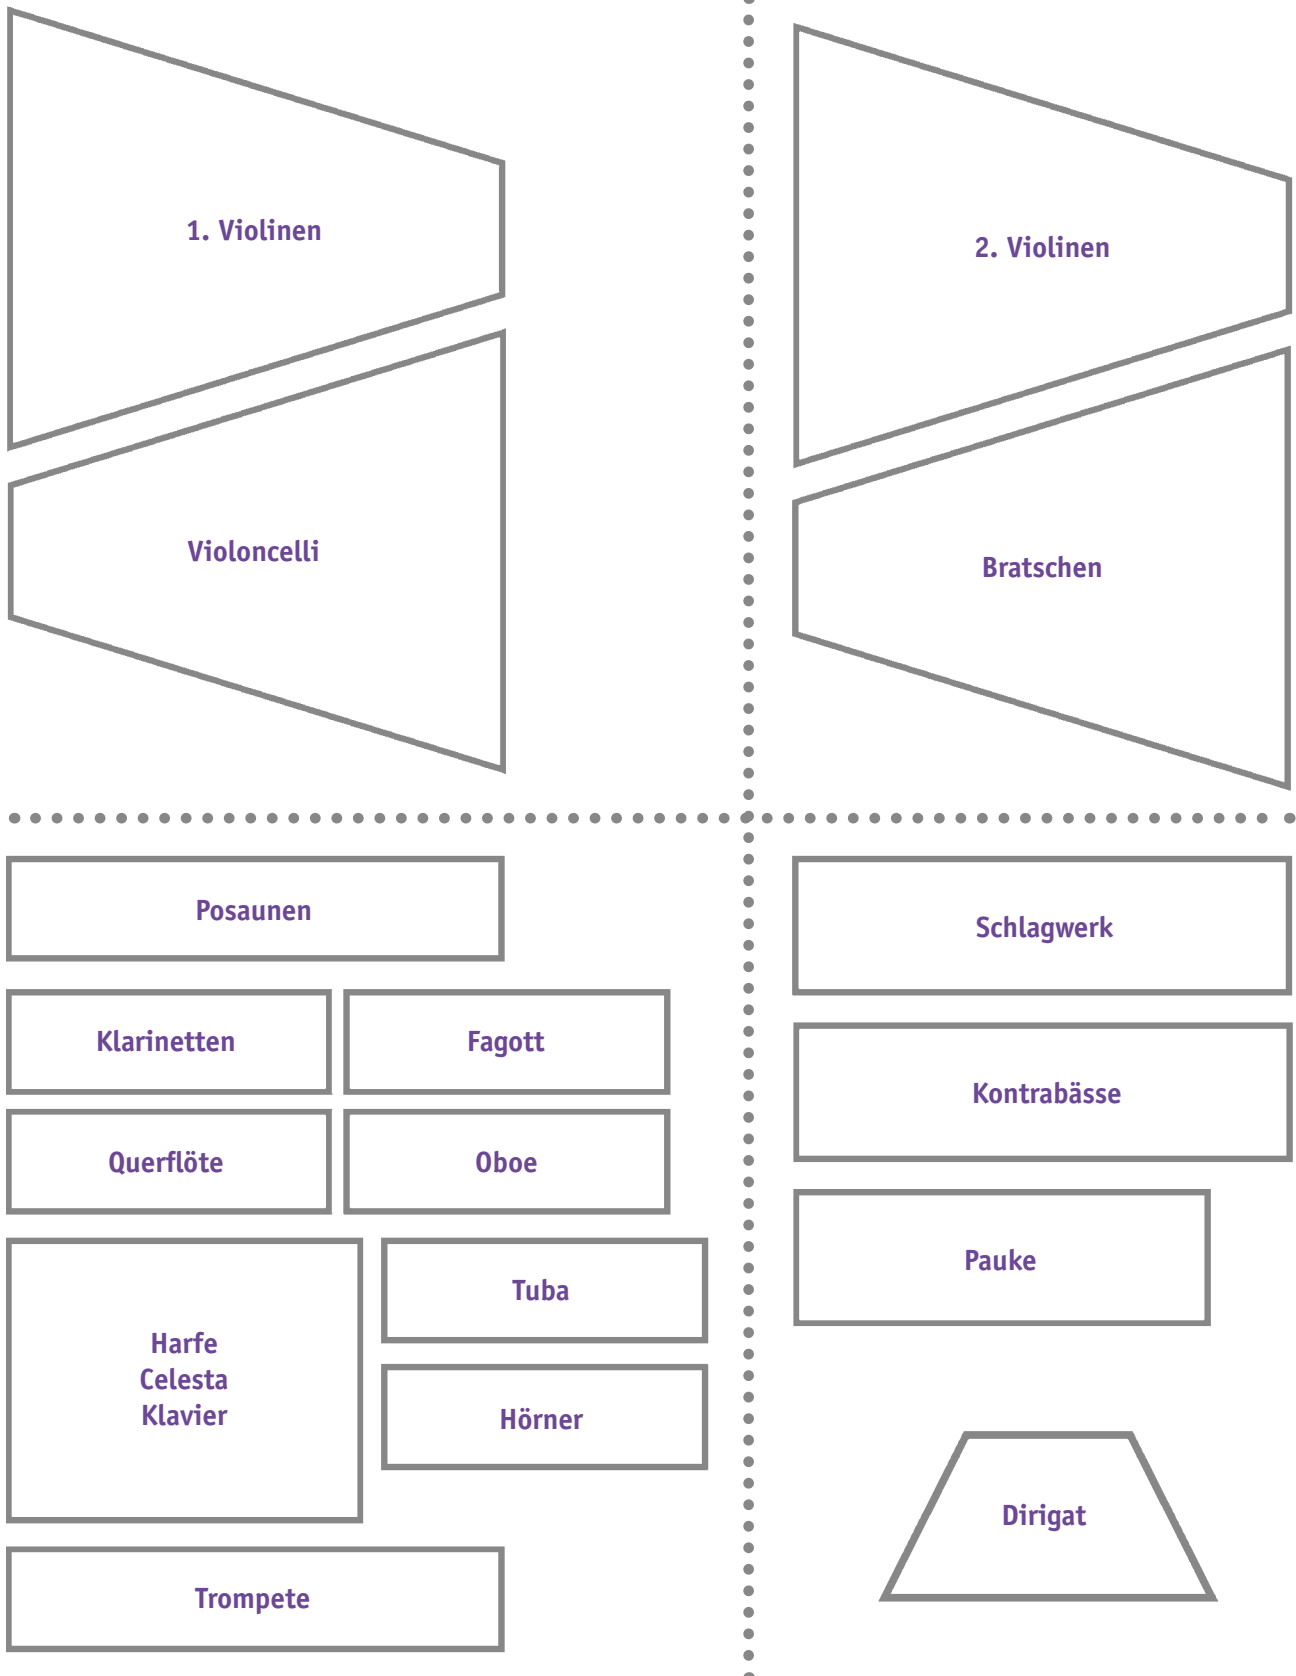 1. Violinen
2. Violinen
Violoncelli
Bratschen
Posaunen
Schlagwerk
Klarinetten
Fagott
Kontrabässe
Querflöte
Oboe
Pauke
Tuba
Harfe
Celesta
Klavier
Hörner
Dirigat
Trompete